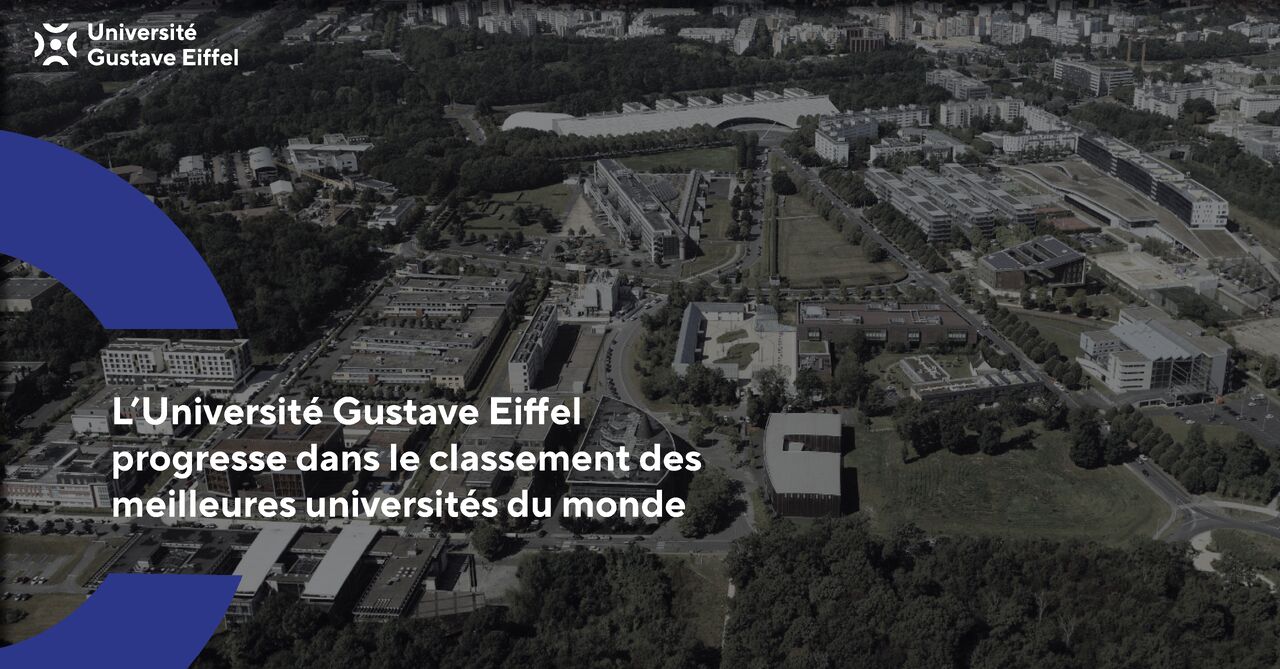 Université
Gustave Eiffel
L'Université Gustave Eiffel
progresse dans le classement des
meilleures universités du monde